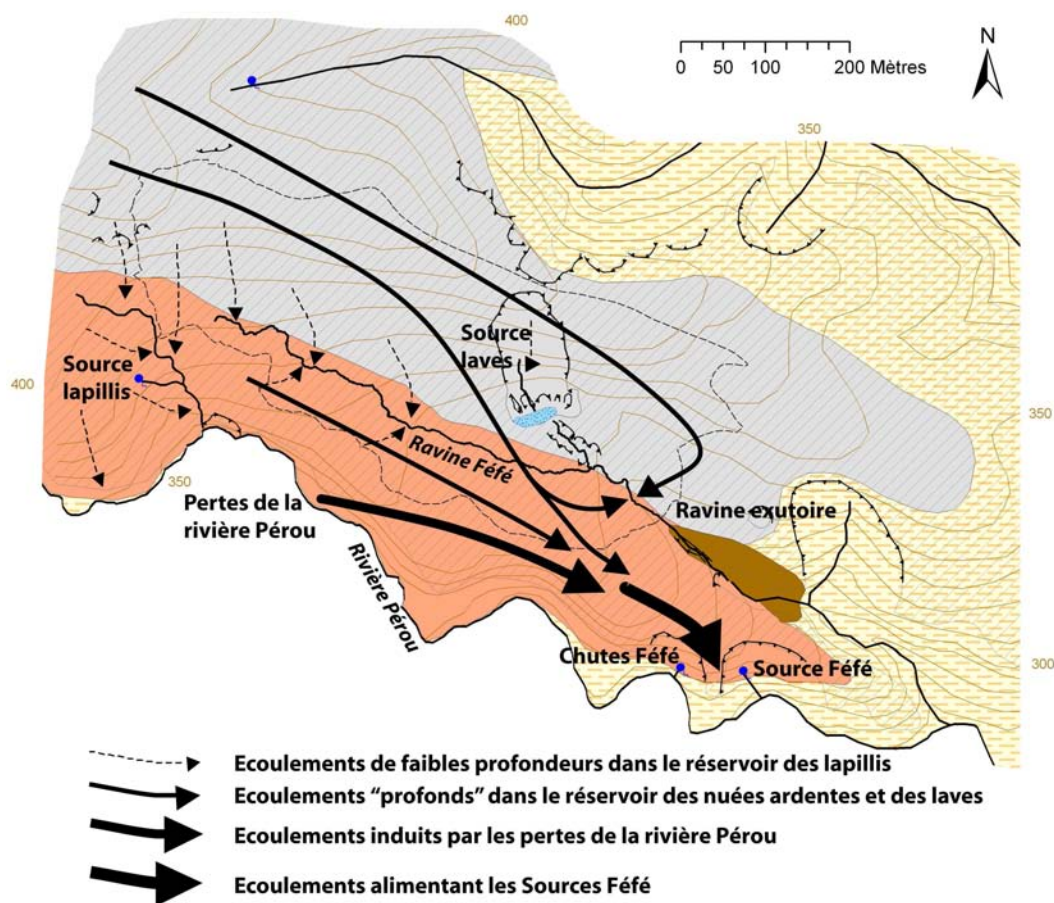 400
N
0 50 100 200 Mètres
350
Source
laves
Source
lapillis
400
350
350
Ravine Féfé
Pertes de la
rivière Pérou
Ravine exutoire
Rivière Pérou
Chutes Féfé
Source Féfé
300
Ecoulements de faibles profondeurs dans le réservoir des lapillis
Ecoulements “profonds” dans le réservoir des nuées ardentes et des laves
Ecoulements induits par les pertes de la rivière Pérou
Ecoulements alimentant les Sources Féfé